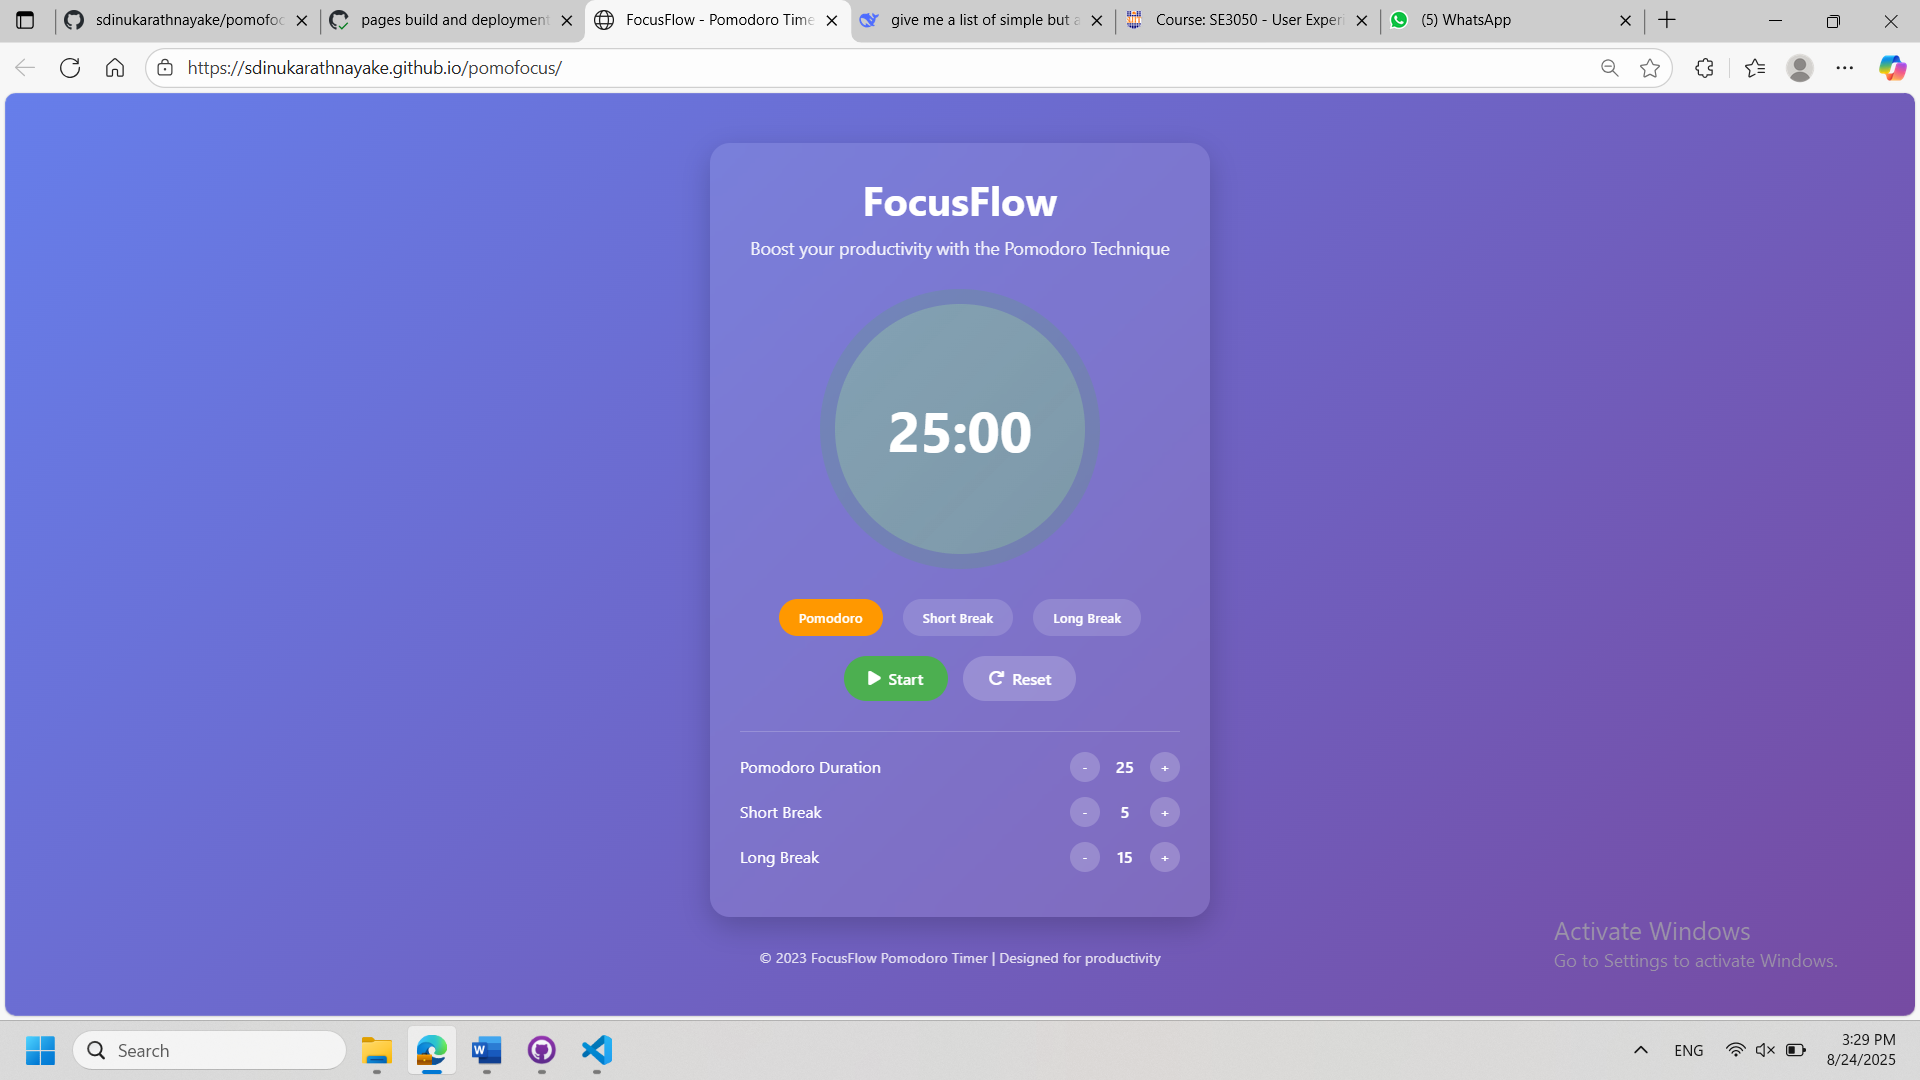 sdinukarathnayake/pomofoc
pages build and deployment
FocusFlow - Pomodoro Time
give me a list of simple but a
Course: SE3050 - User Experi
(5) WhatsApp
https://sdinukarathnayake.github.io/pomofocus/
FocusFlow
Boost your productivity with the Pomodoro Technique
25:00
Pomodoro Short Break Long Break
Start Reset
Pomodoro Duration - 25 +
Short Break - 5 +
Long Break - 15 +
Activate Windows
Go to Settings to activate Windows.
© 2023 FocusFlow Pomodoro Timer | Designed for productivity
Search
ENG
3:29 PM
8/24/2025